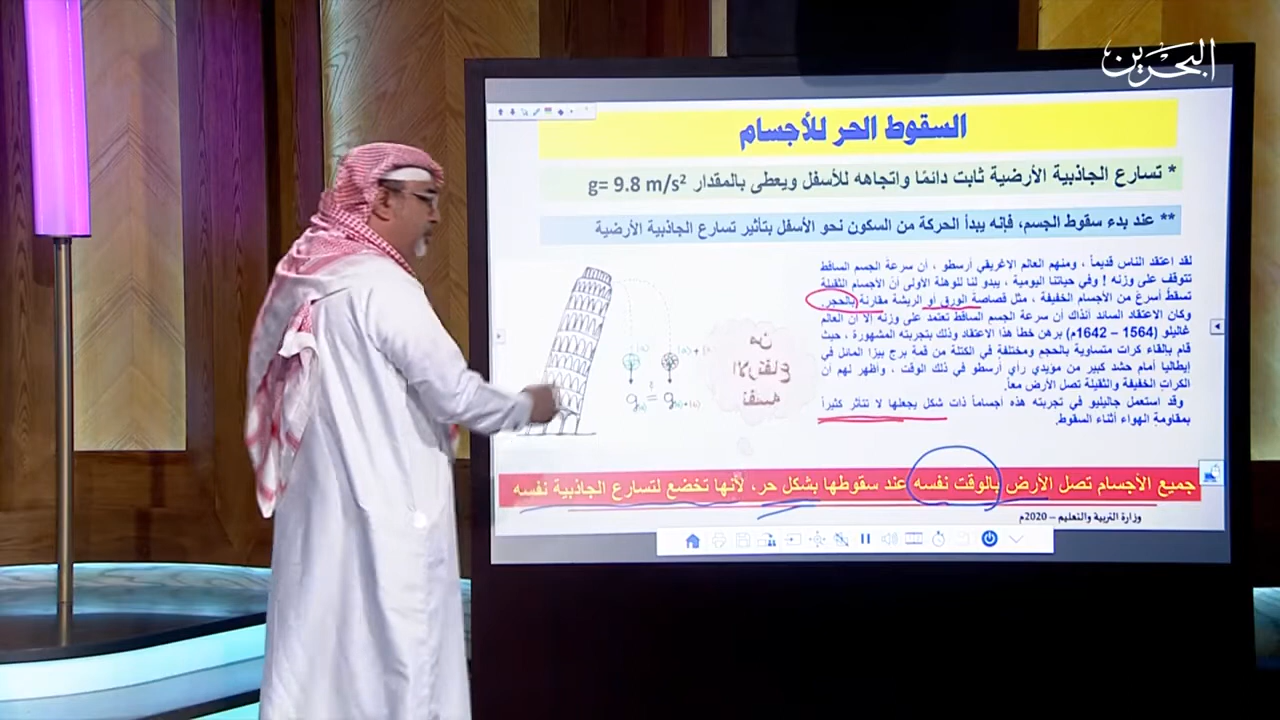 البحرين
السقوط الحر للأجسام
* تسارع الجاذبية الأرضية ثابت دائمًا واتجاهه للأسفل ويعطى بالمقدار g= 9.8 m/s²
** عند بدء سقوط الجسم، فإنه يبدأ الحركة من السكون نحو الأسفل بتأثير تسارع الجاذبية الأرضية
لقد اعتقد الناس قديماً ، ومنهم العالم الاغريقي أرسطو ، أن سرعة الجسم الساقط
تتوقف على وزنه ! وفي حياتنا اليومية ، يبدو لنا للوهلة الأولى أن الأجسام الثقيلة
تسقط أسرع من الأجسام الخفيفة ، مثل قصاصة الورق أو الريشة مقارنة بالحجر.
وكان الاعتقاد السائد آنذاك أن سرعة الجسم الساقط تعتمد على وزنه إلا أن العالم
غاليلو (1564 – 1642م) برهن خطأ هذا الاعتقاد وذلك بتجربته المشهورة ، حيث
قام بإلقاء كرات متساوية بالحجم ومختلفة في الكتلة من قمة برج بيزا المائل في
إيطاليا أمام حشد كبير من مؤيدي رأي أرسطو في ذلك الوقت ، وأظهر لهم أن
الكرات الخفيفة والثقيلة تصل الأرض معاً.
وقد استعمل جاليليو في تجربته هذه أجساماً ذات شكل يجعلها لا تتأثر كثيراً
بمقاومة الهواء أثناء السقوط.
من
الارتفاع
نفسه
g = g
جميع الأجسام تصل الأرض بالوقت نفسه عند سقوطها بشكل حر، لأنها تخضع لتسارع الجاذبية نفسه
وزارة التربية والتعليم – 2020م